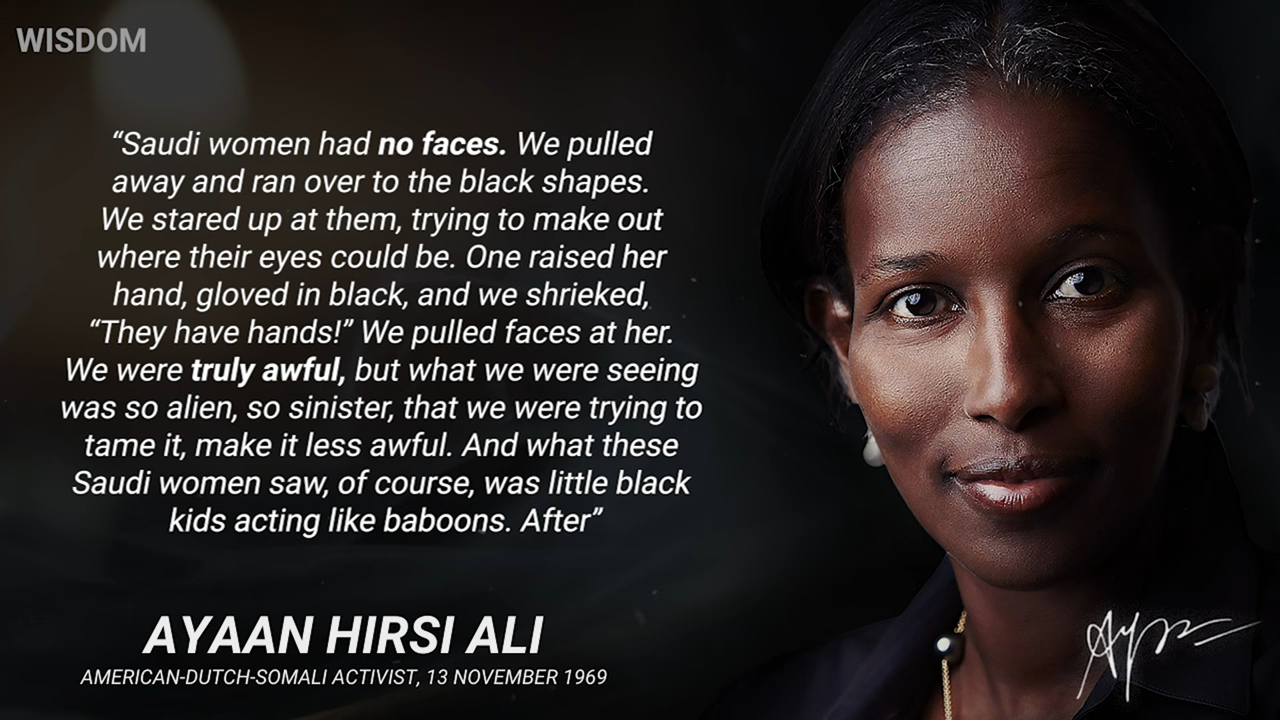 WISDOM
“Saudi women had no faces. We pulled
away and ran over to the black shapes.
We stared up at them, trying to make out
where their eyes could be. One raised her
hand, gloved in black, and we shrieked,
“They have hands!” We pulled faces at her.
We were truly awful, but what we were seeing
was so alien, so sinister, that we were trying to
tame it, make it less awful. And what these
Saudi women saw, of course, was little black
kids acting like baboons. After”
AYAAN HIRSI ALI
AMERICAN-DUTCH-SOMALI ACTIVIST, 13 NOVEMBER 1969